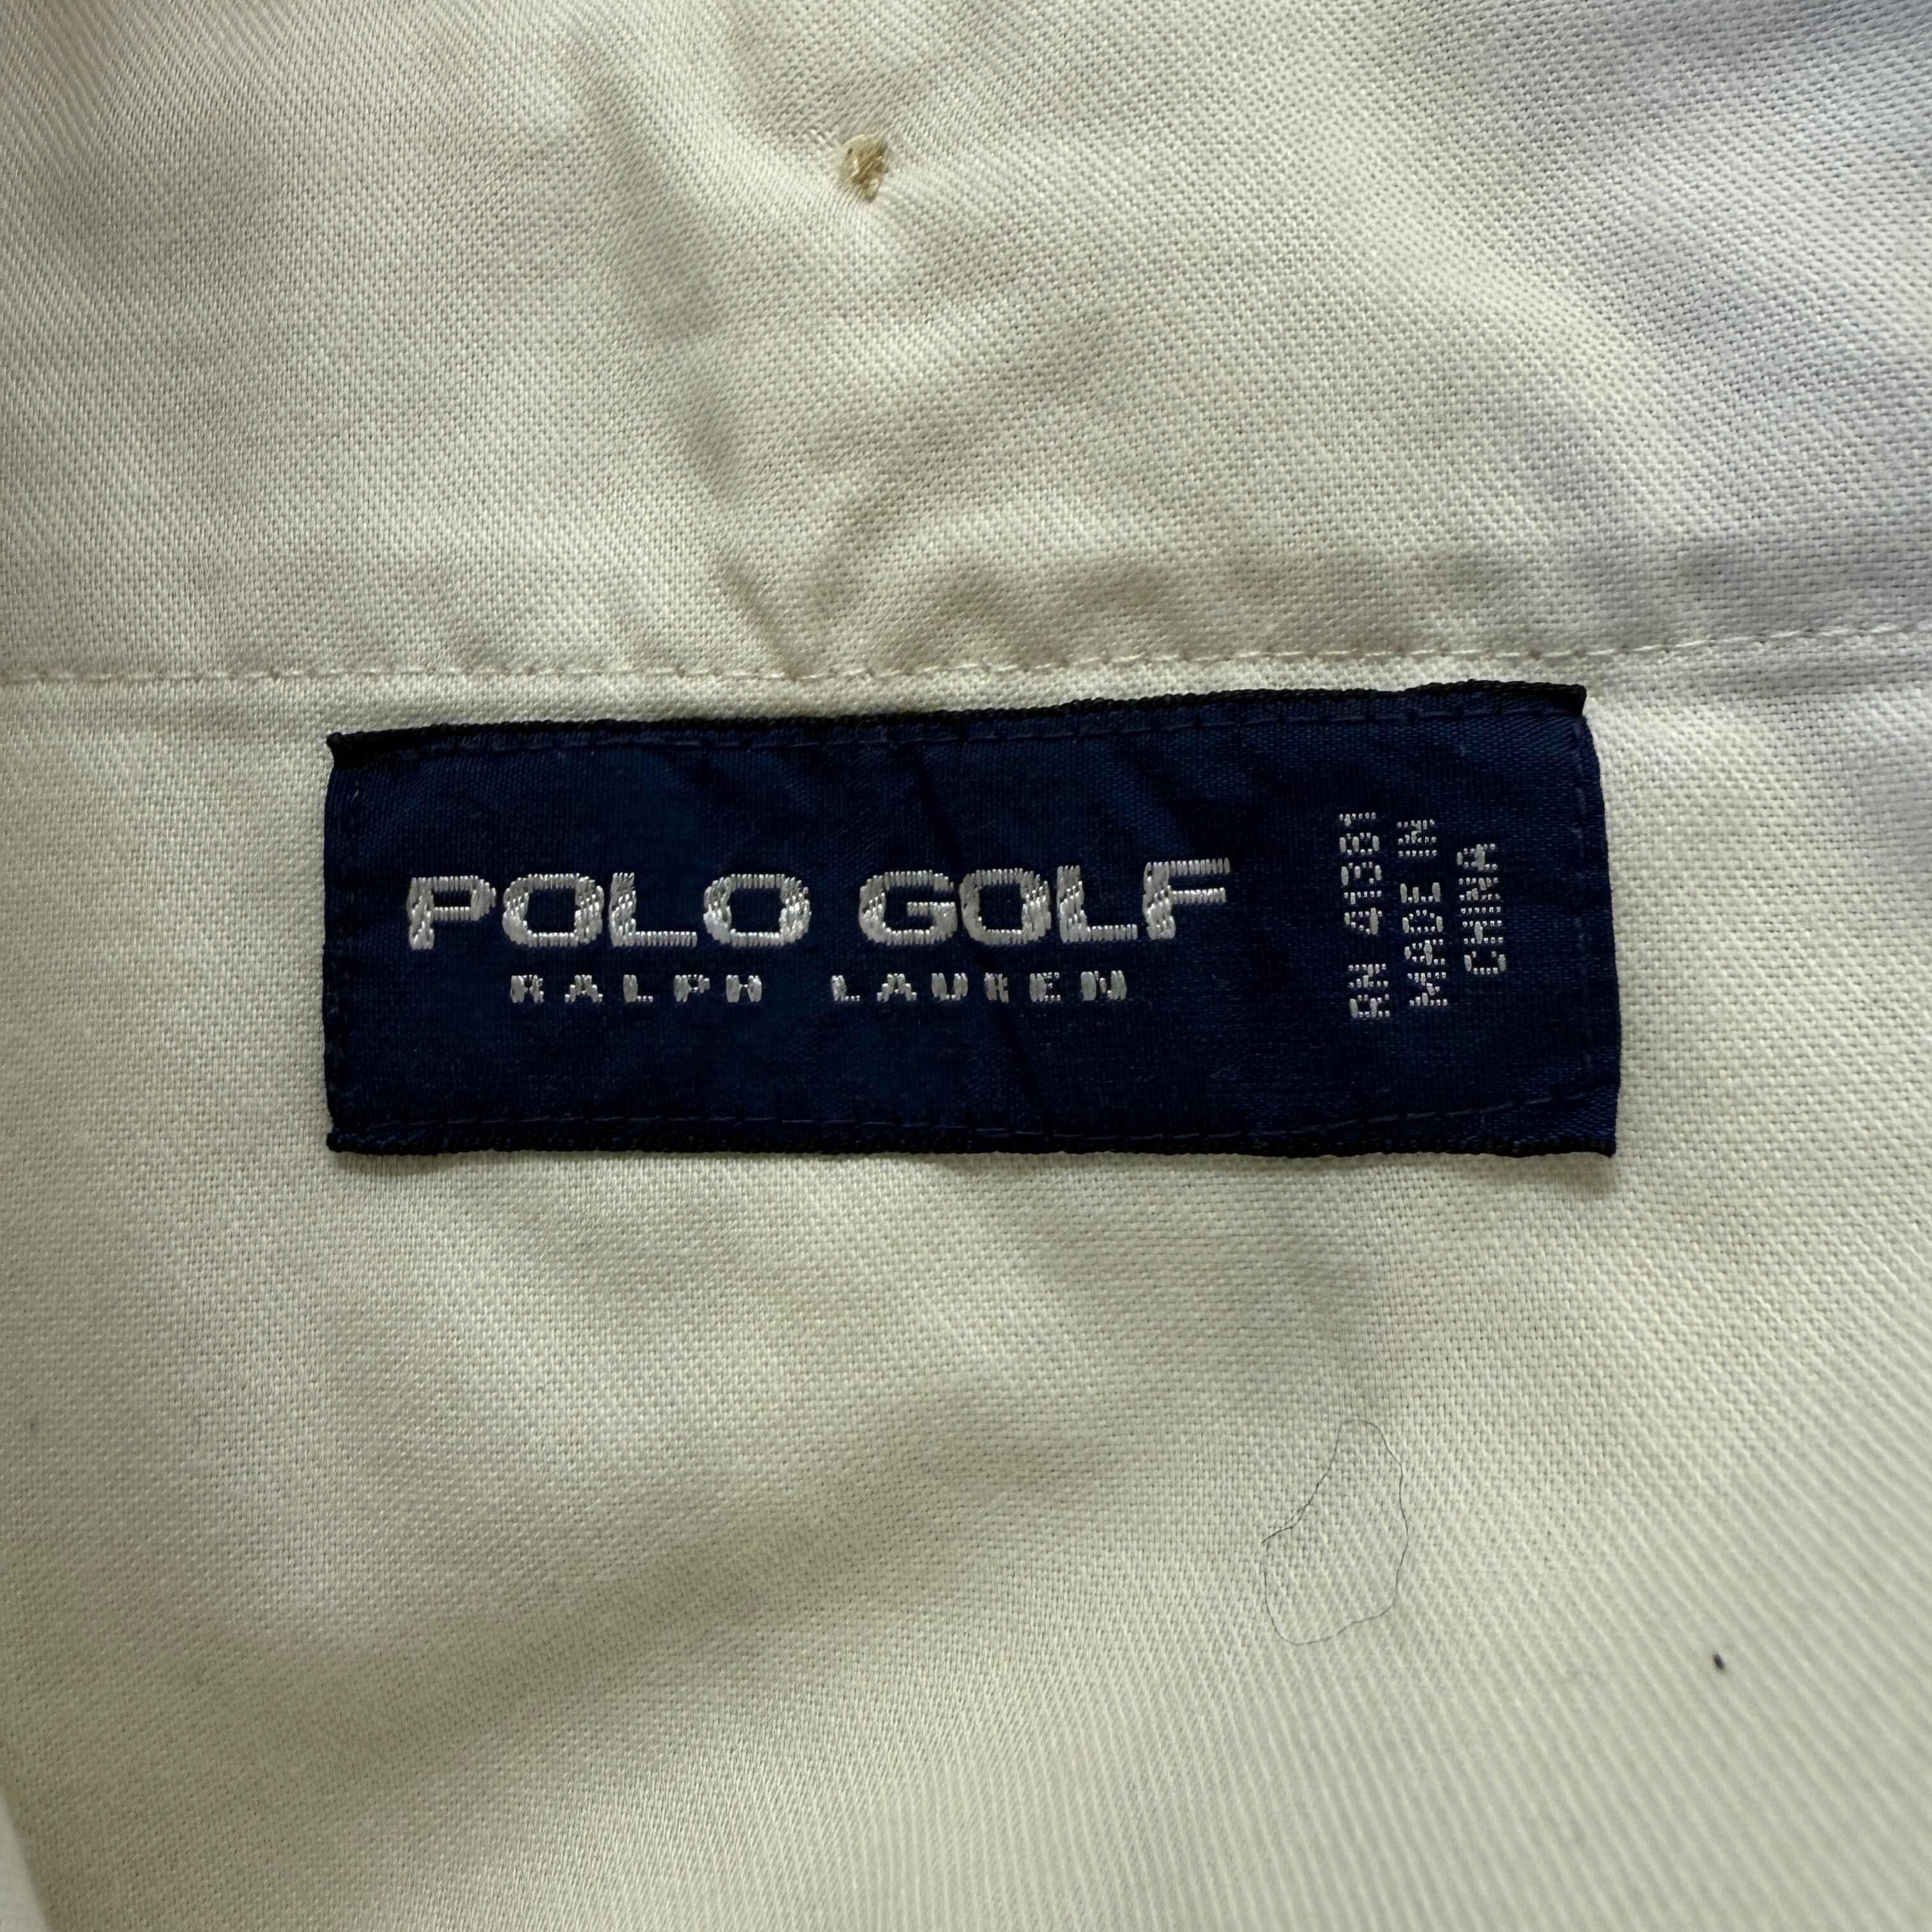 POLO GOLF
RALPH LAUREN
RN 41381
MADE IN
CHINA